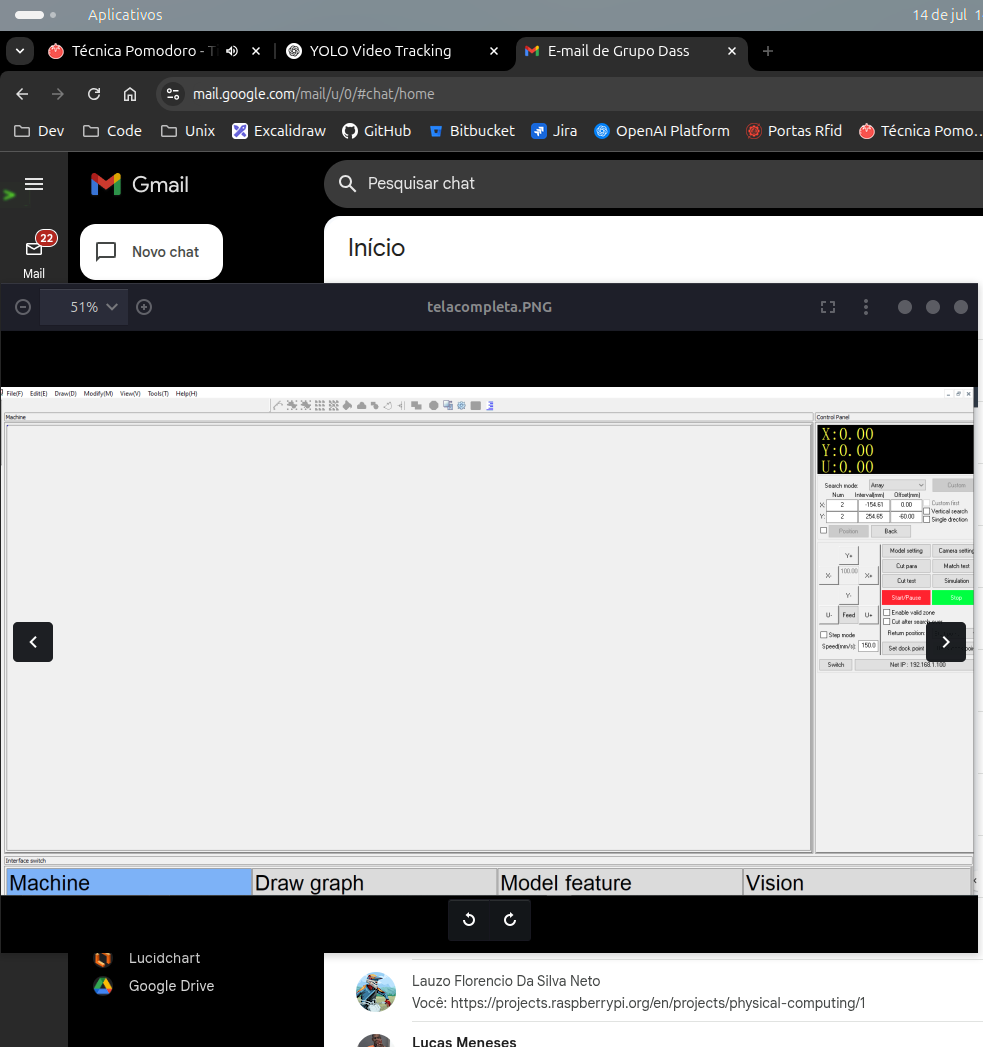 Aplicativos
14 de jul
Técnica Pomodoro - Ti
YOLO Video Tracking
E-mail de Grupo Dass
mail.google.com/mail/u/0/#chat/home
Dev
Code
Unix
Excalidraw
GitHub
Bitbucket
Jira
OpenAI Platform
Portas Rfid
Técnica Pomo…
Gmail
Pesquisar chat
22
Mail
Novo chat
Início
51%
telacompleta.PNG
File(F) Edit(E) Draw(D) Modify(M) View(V) Tools(T) Help(H)
Machine
Control Panel
X:0.00
Y:0.00
U:0.00
Search mode: Array Custom
Num Interval(mm) Offset(mm)
X: 2 -154.61 0.00
Custom first
Vertical search
Y: 2 254.65 -60.00
Single direction
Position Back
Y+
X- 100.00 X+
Y-
U- Feed U+
Model setting Camera setting
Cut para Match test
Cut test Simulation
Start/Pause Stop
Enable valid zone
Cut after search
Return position:
Step mode
Speed(mm/s): 150.0
Set dock point
Switch Net IP : 192.168.1.100
Interface switch
Machine Draw graph Model feature Vision
Lucidchart
Google Drive
Lauzo Florencio Da Silva Neto
Você: https://projects.raspberrypi.org/en/projects/physical-computing/1
Lucas Meneses